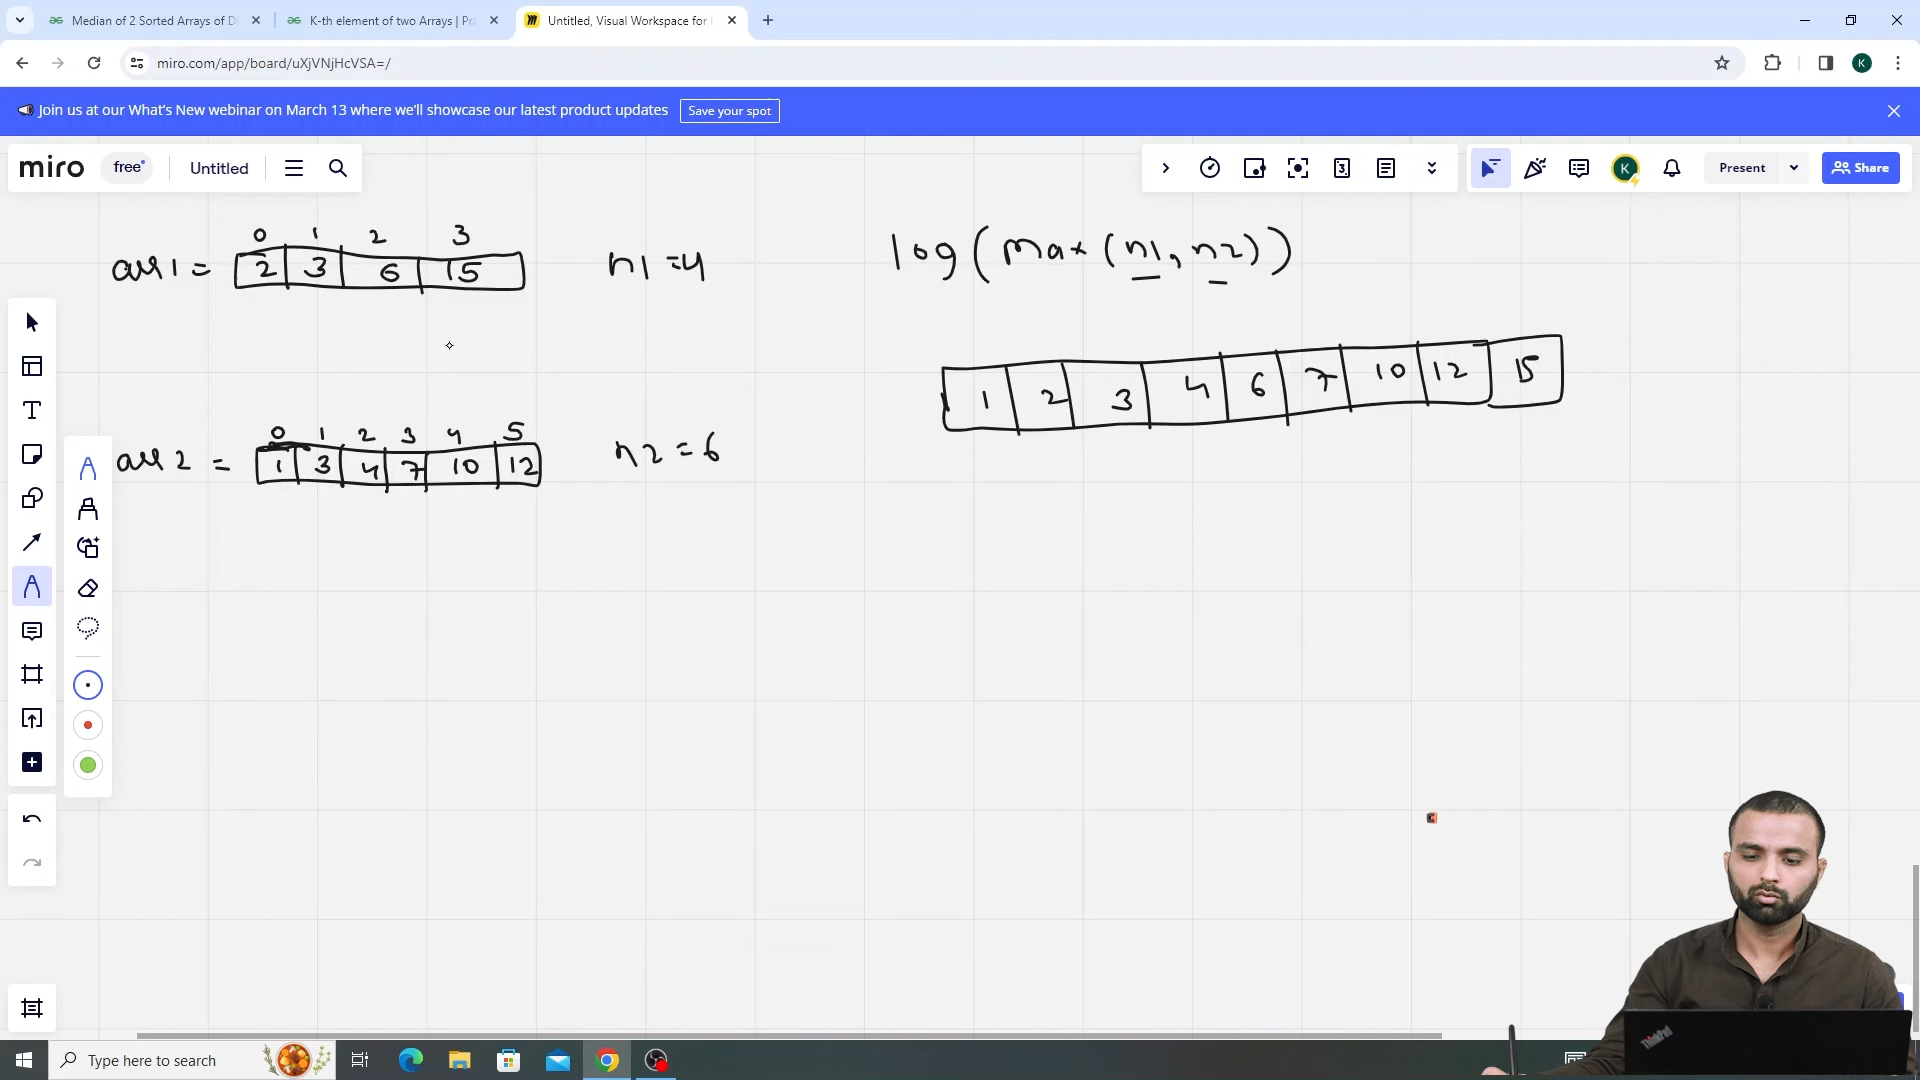 Median of 2 Sorted Arrays of D
K-th element of two Arrays | Pra
Untitled, Visual Workspace for
miro.com/app/board/uXjVNjHcVSA=/
K
Join us at our What's New webinar on March 13 where we'll showcase our latest product updates
Save your spot
miro
free
Untitled
K
Present
Share
0 1 2 3
arr1 = 2 3 6 15
n1 = 4
log(max(n1, n2))
1 2 3 4 6 7 10 12 15
0 1 2 3 4 5
arr2 = 1 3 4 7 10 12
n2 = 6
Type here to search
ThinkPad